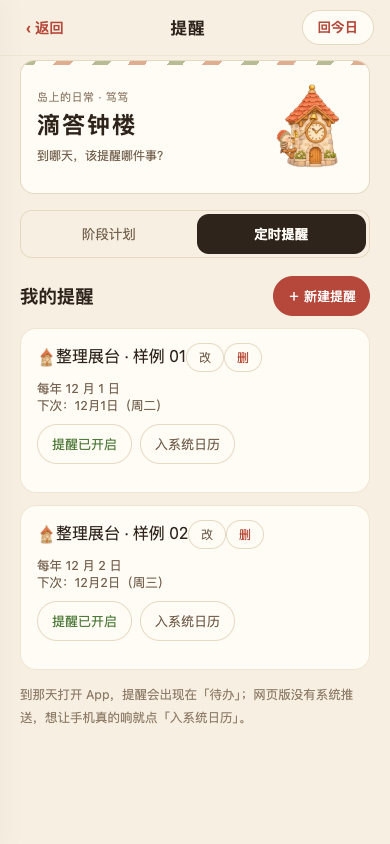 ‹ 返回
提醒
回今日
岛上的日常 · 笃笃
滴答钟楼
到哪天，该提醒哪件事？
阶段计划
定时提醒
我的提醒
＋ 新建提醒
整理展台 · 样例 01
改
删
每年 12 月 1 日
下次：12月1日（周二）
提醒已开启
入系统日历
整理展台 · 样例 02
改
删
每年 12 月 2 日
下次：12月2日（周三）
提醒已开启
入系统日历
到那天打开 App，提醒会出现在「待办」；网页版没有系统推
送，想让手机真的响就点「入系统日历」。